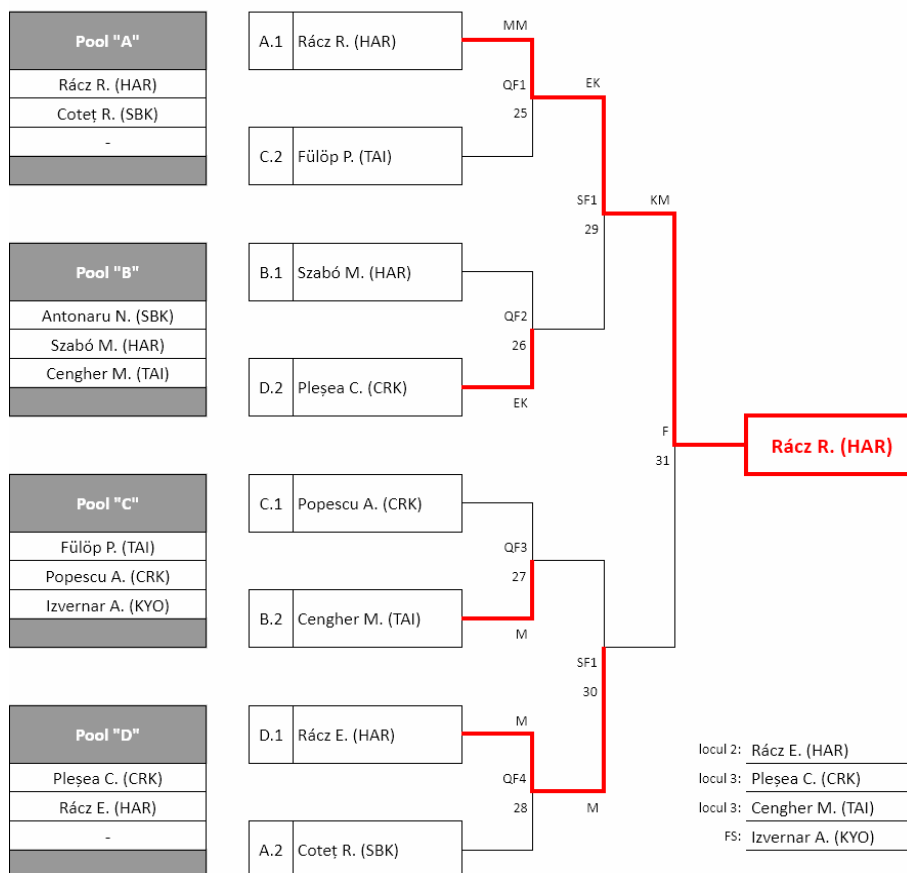 Pool "A"
Rácz R. (HAR)
Coteț R. (SBK)
-
Pool "B"
Antonaru N. (SBK)
Szabó M. (HAR)
Cengher M. (TAI)
Pool "C"
Fülöp P. (TAI)
Popescu A. (CRK)
Izvernar A. (KYO)
Pool "D"
Pleșea C. (CRK)
Rácz E. (HAR)
-
A.1 Rácz R. (HAR)
C.2 Fülöp P. (TAI)
B.1 Szabó M. (HAR)
D.2 Pleșea C. (CRK)
C.1 Popescu A. (CRK)
B.2 Cengher M. (TAI)
D.1 Rácz E. (HAR)
A.2 Coteț R. (SBK)
MM
QF1
25
QF2
26
EK
QF3
27
M
M
QF4
28
EK
SF1
29
SF1
30
M
KM
F
31
Rácz R. (HAR)
locul 2: Rácz E. (HAR)
locul 3: Pleșea C. (CRK)
locul 3: Cengher M. (TAI)
FS: Izvernar A. (KYO)